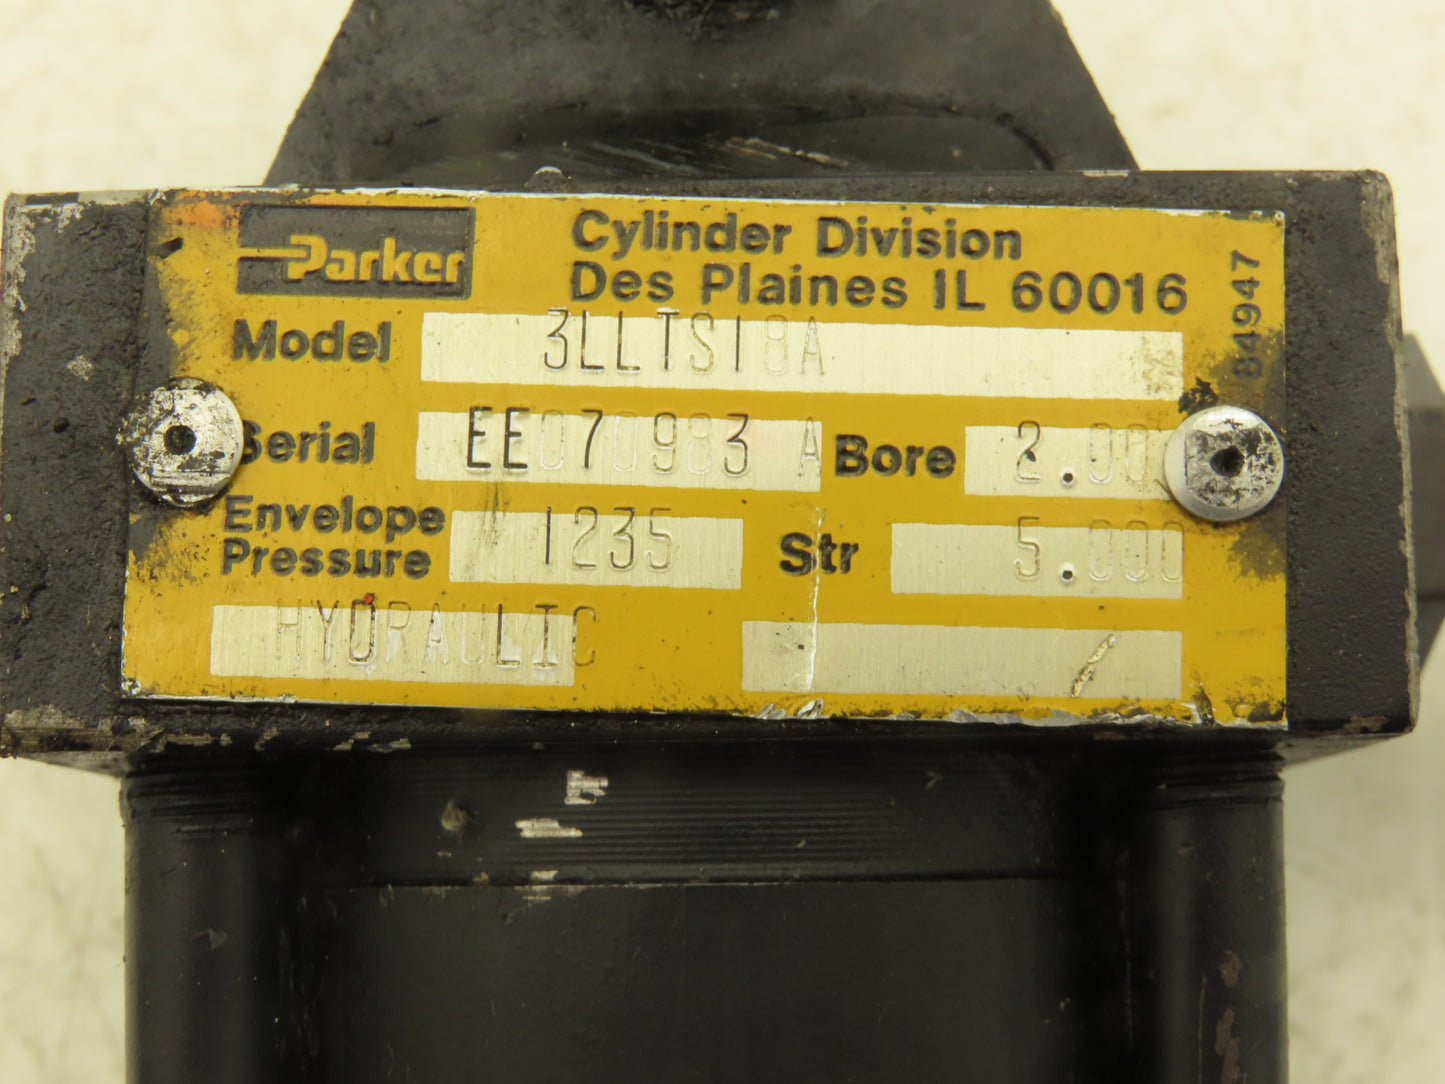 Parker
Cylinder Division
Des Plaines IL 60016
84947
Model 3LLTS18A
Serial EE070983 A Bore 2.00
Envelope Pressure 1235 Str 5.000
HYDRAULIC